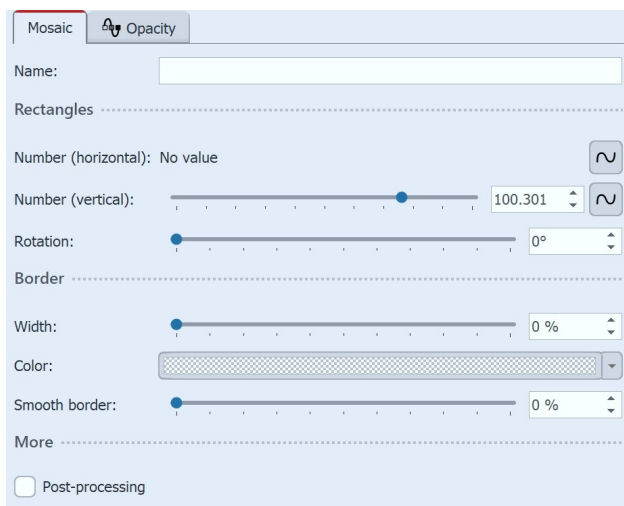 Mosaic Opacity
Name:
Rectangles
Number (horizontal): No value
Number (vertical): 100.301
Rotation: 0°
Border
Width: 0 %
Color:
Smooth border: 0 %
More
Post-processing